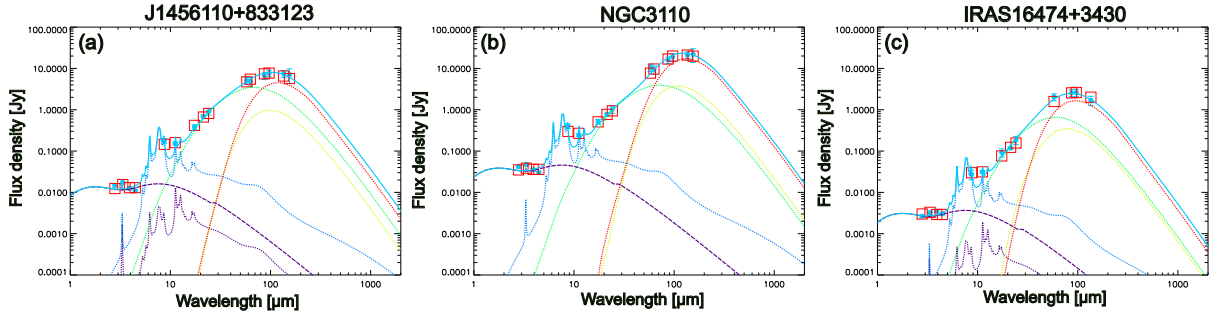 J1456110+833123
(a)
100.0000
10.0000
1.0000
0.1000
0.0100
0.0010
0.0001
Flux density [Jy]
1 10 100 1000
Wavelength [µm]
NGC3110
(b)
100.0000
10.0000
1.0000
0.1000
0.0100
0.0010
0.0001
Flux density [Jy]
1 10 100 1000
Wavelength [µm]
IRAS16474+3430
(c)
100.0000
10.0000
1.0000
0.1000
0.0100
0.0010
0.0001
Flux density [Jy]
1 10 100 1000
Wavelength [µm]